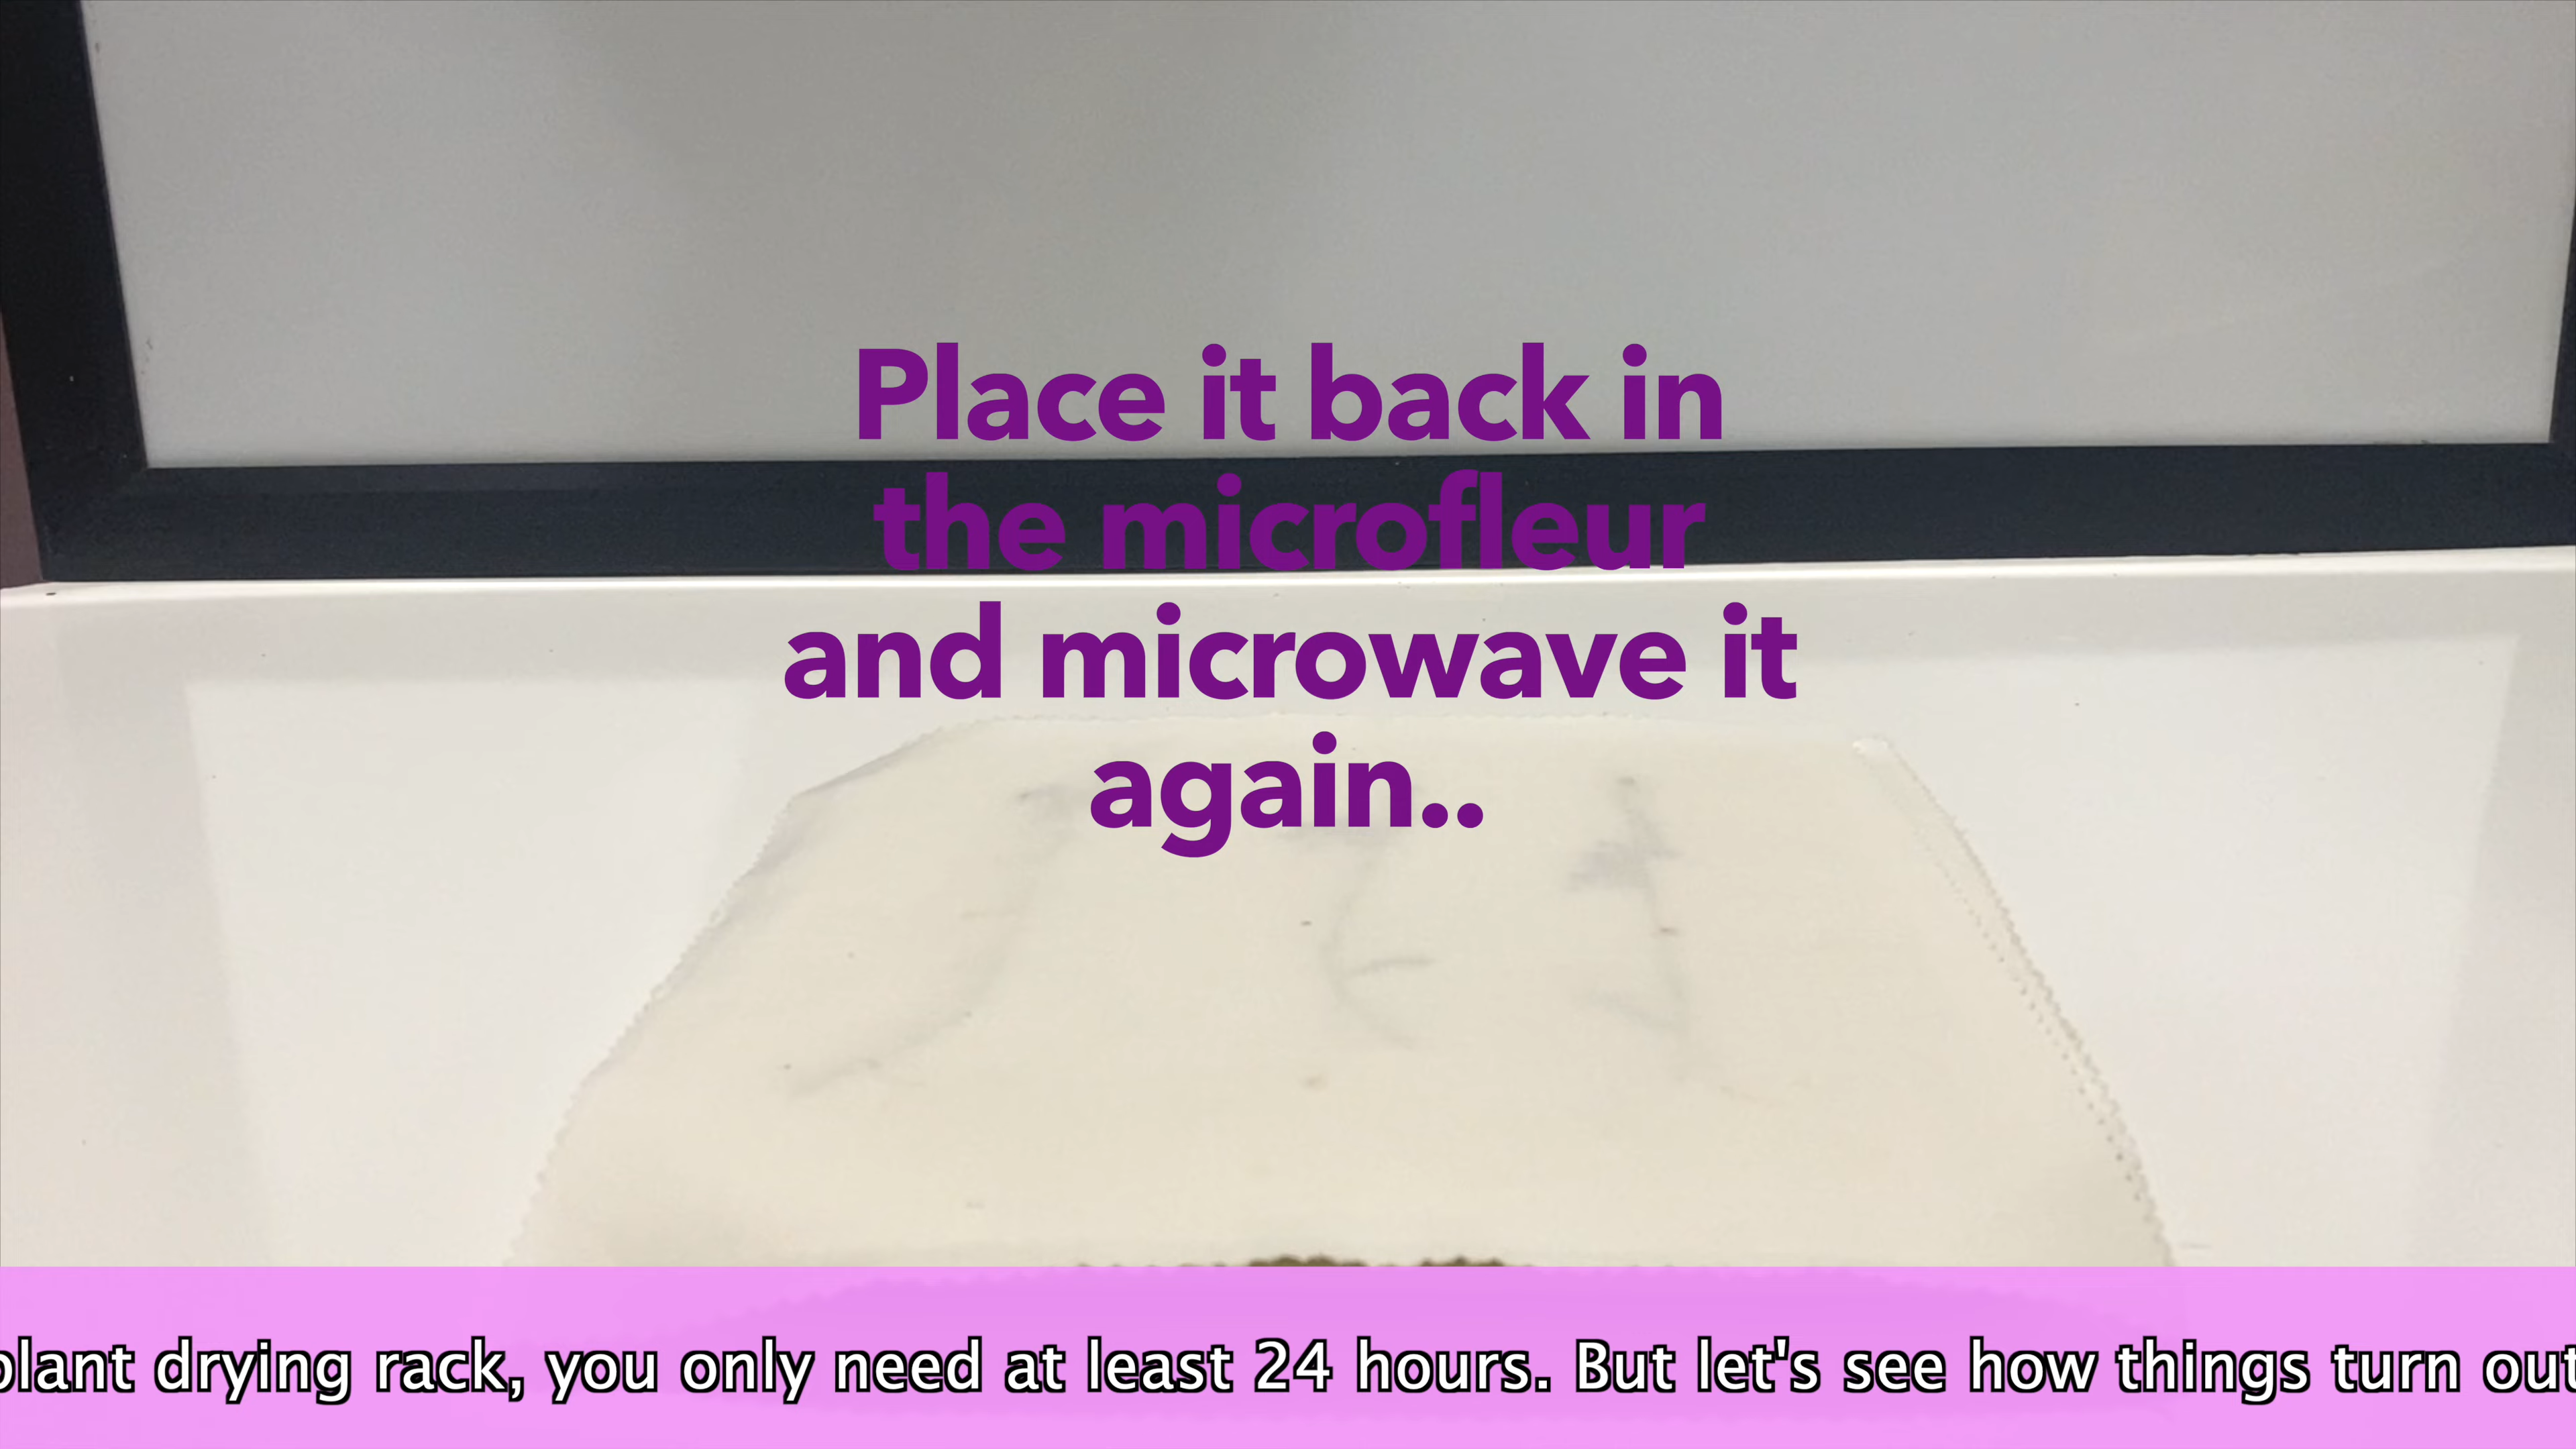 Place it back in
the microfleur
and microwave it
again..
plant drying rack, you only need at least 24 hours. But let's see how things turn out